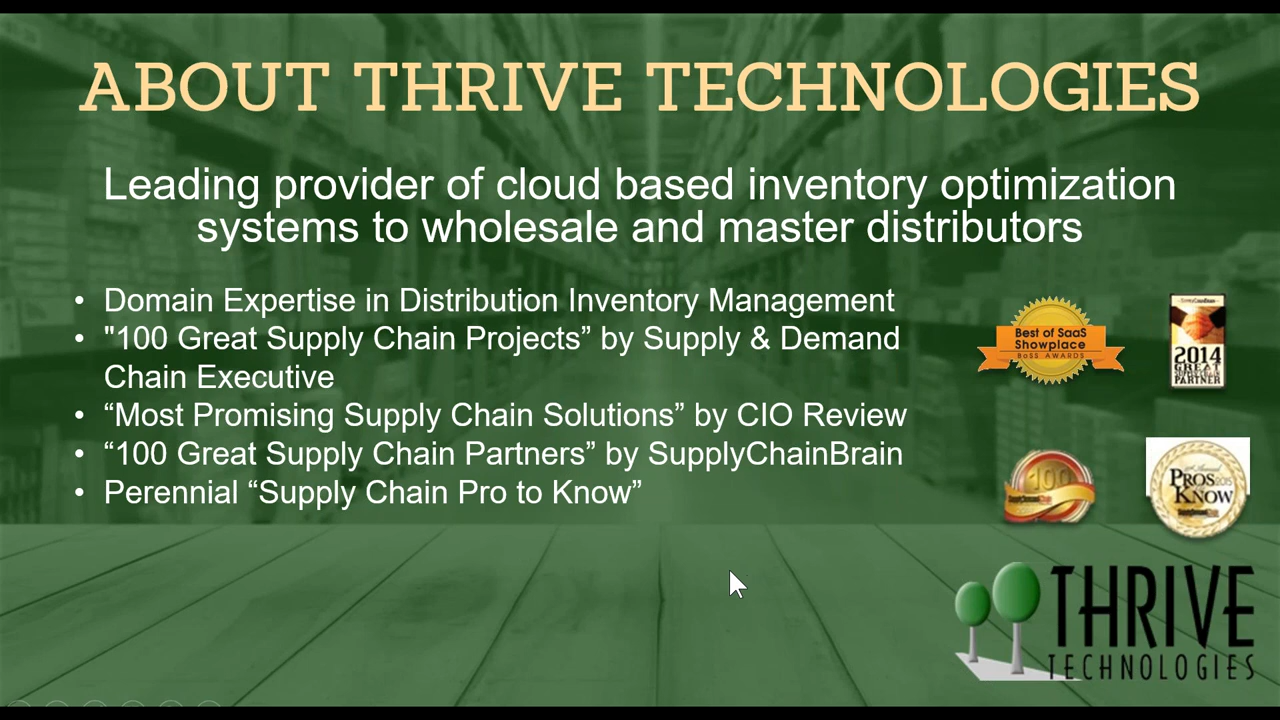 ABOUT THRIVE TECHNOLOGIES
Leading provider of cloud based inventory optimization
systems to wholesale and master distributors
• Domain Expertise in Distribution Inventory Management
• "100 Great Supply Chain Projects” by Supply & Demand
Chain Executive
• “Most Promising Supply Chain Solutions” by CIO Review
• “100 Great Supply Chain Partners” by SupplyChainBrain
• Perennial “Supply Chain Pro to Know”
Best of SaaS
Showplace
BoSS AWARDS
2014
GREAT
PARTNER
100
PROS
KNOW
THRIVE
TECHNOLOGIES